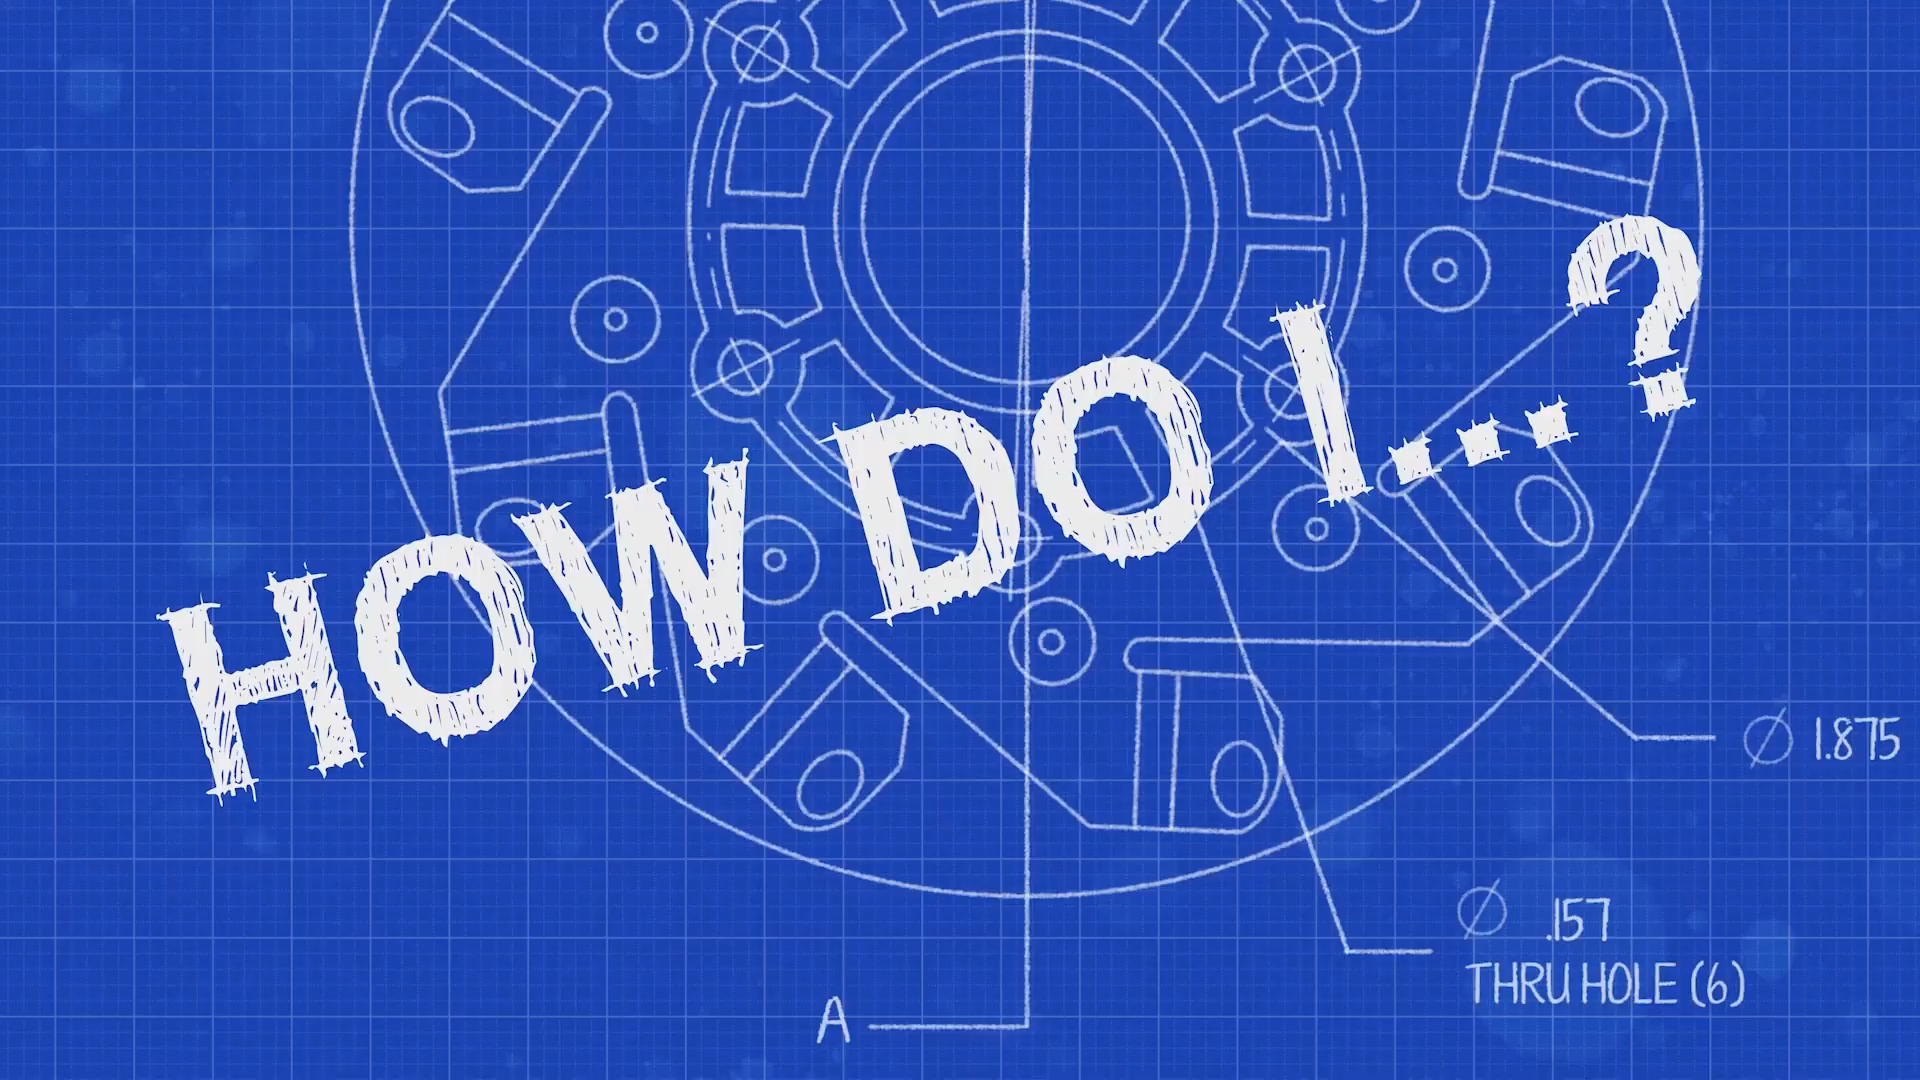 HOW DO I...?
Ø 1.875
Ø .157
THRU HOLE (6)
A